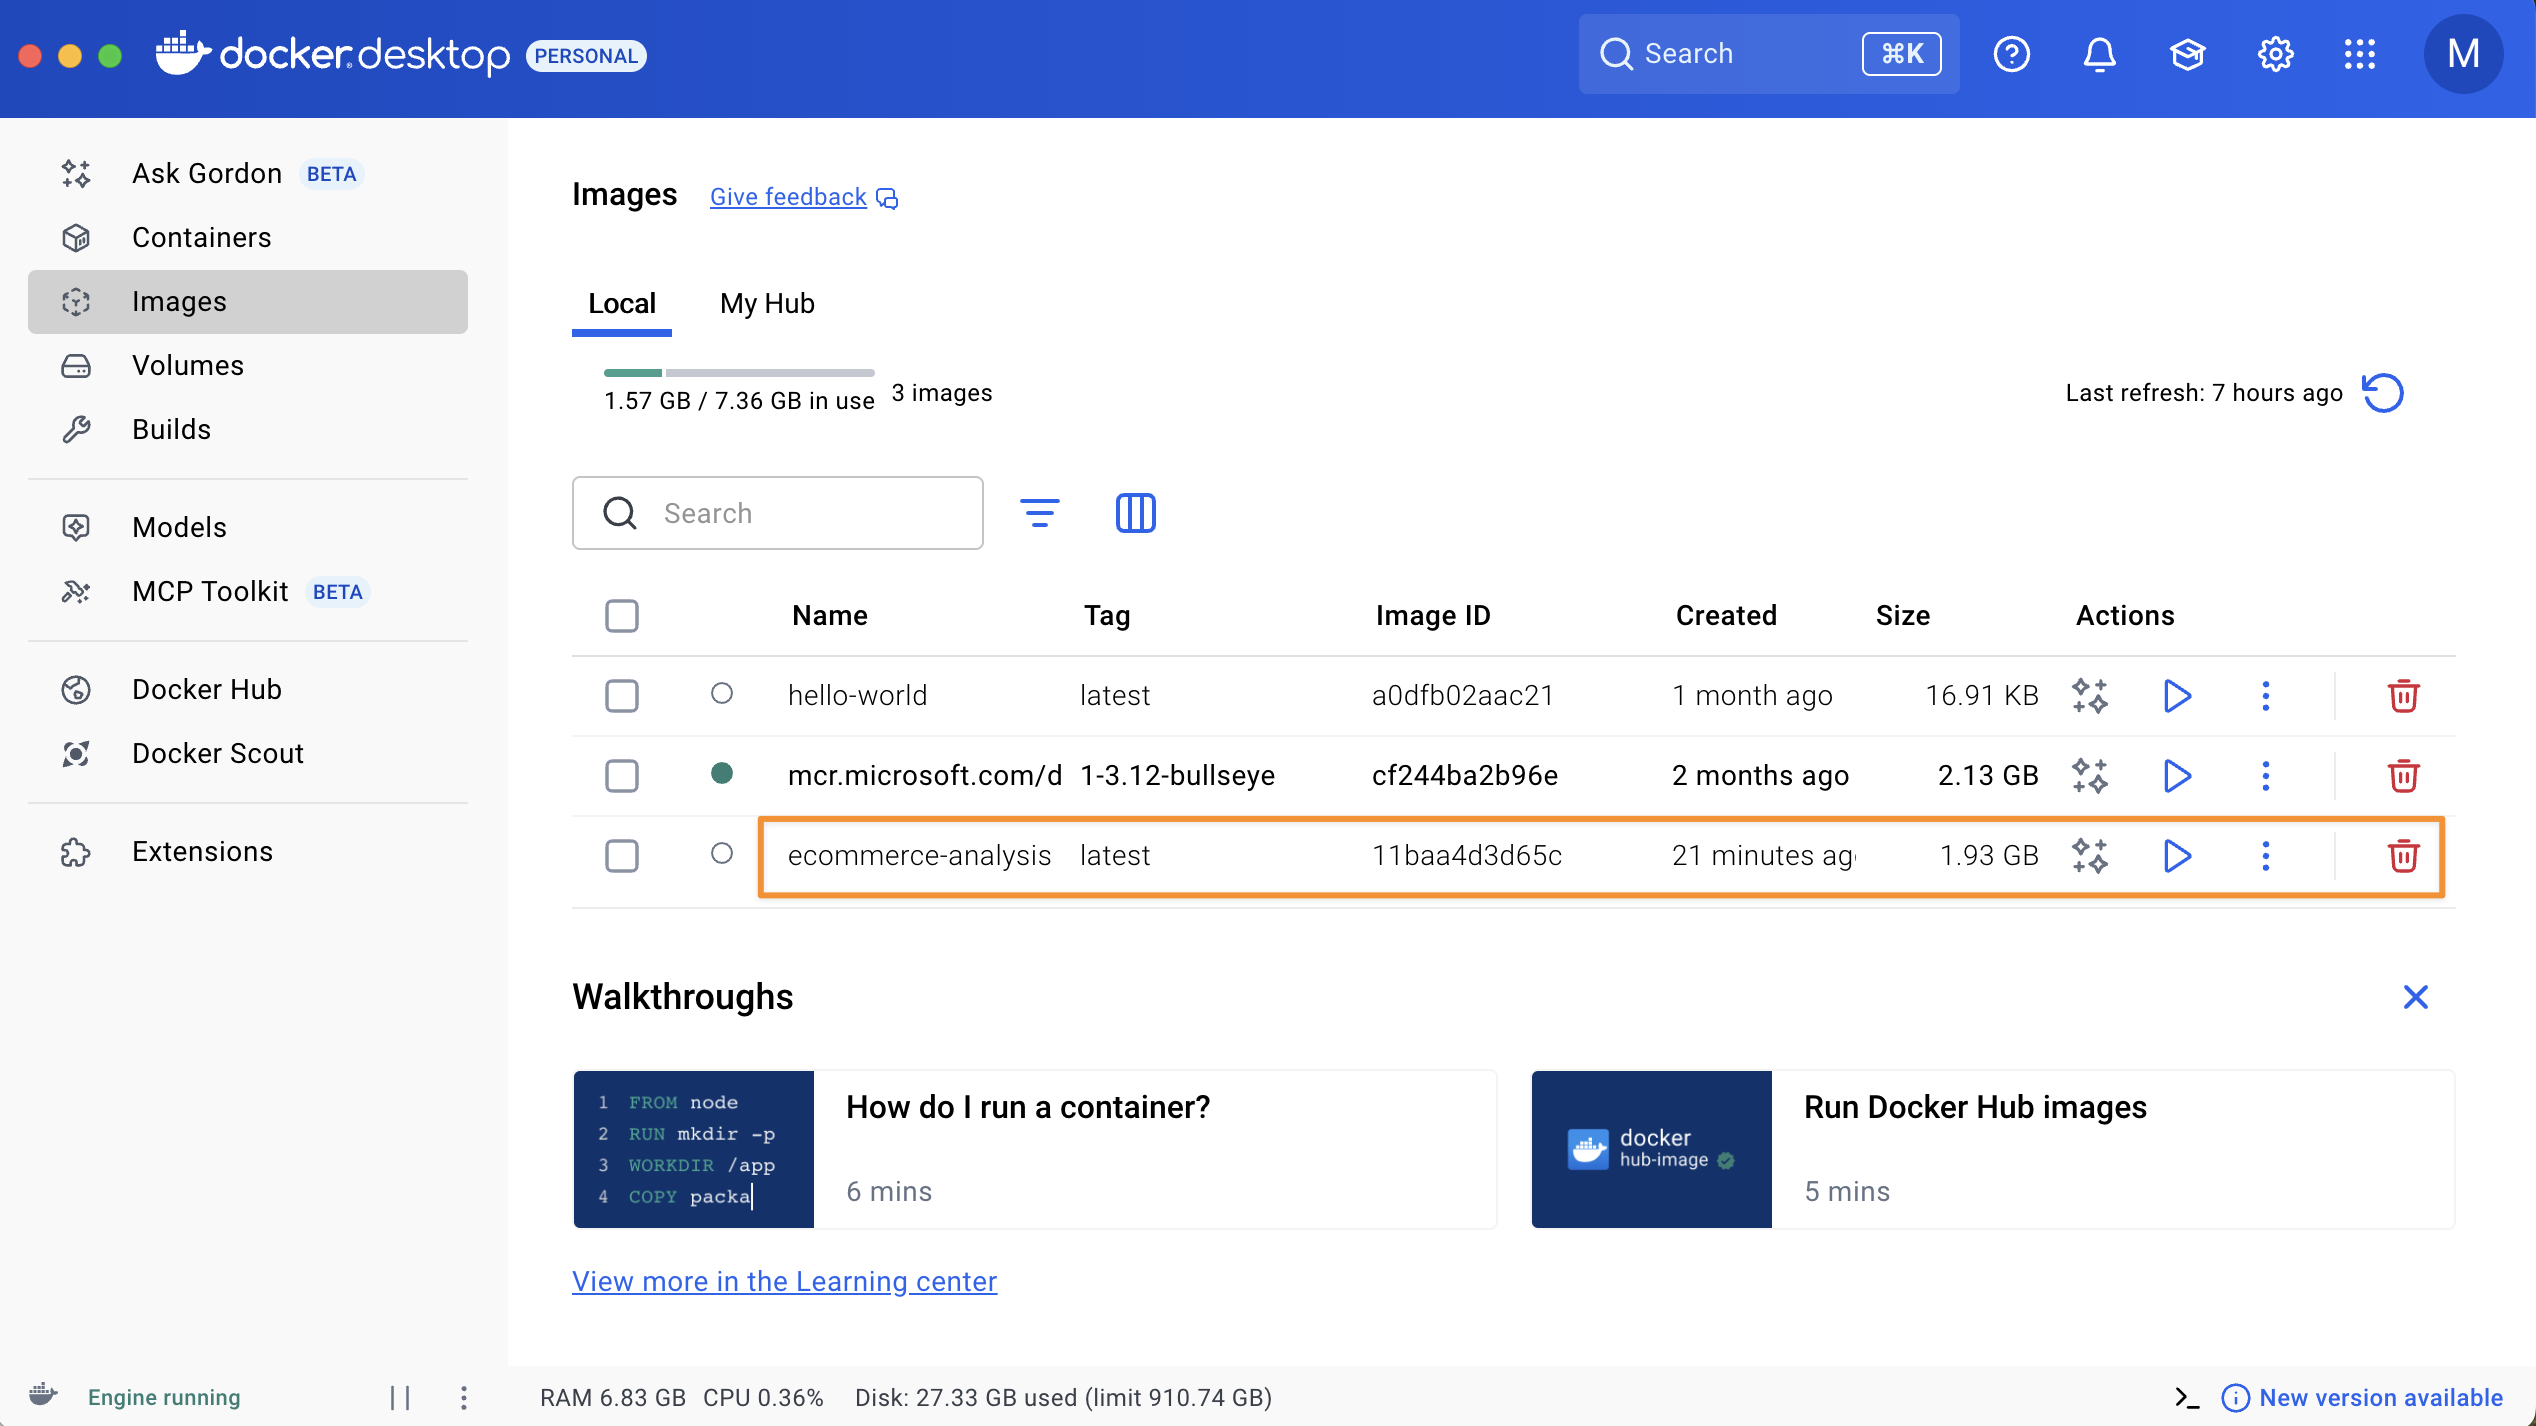 docker desktop PERSONAL
Search ⌘K
M
Ask Gordon BETA
Containers
Images
Volumes
Builds
Models
MCP Toolkit BETA
Docker Hub
Docker Scout
Extensions
Images Give feedback
Local My Hub
1.57 GB / 7.36 GB in use 3 images
Last refresh: 7 hours ago
Search
Name Tag Image ID Created Size Actions
hello-world latest a0dfb02aac21 1 month ago 16.91 KB
mcr.microsoft.com/d 1-3.12-bullseye cf244ba2b96e 2 months ago 2.13 GB
ecommerce-analysis latest 11baa4d3d65c 21 minutes ag 1.93 GB
Walkthroughs
1 FROM node
2 RUN mkdir -p
3 WORKDIR /app
4 COPY packa
How do I run a container?
6 mins
docker
hub-image
Run Docker Hub images
5 mins
View more in the Learning center
Engine running
RAM 6.83 GB CPU 0.36% Disk: 27.33 GB used (limit 910.74 GB)
New version available